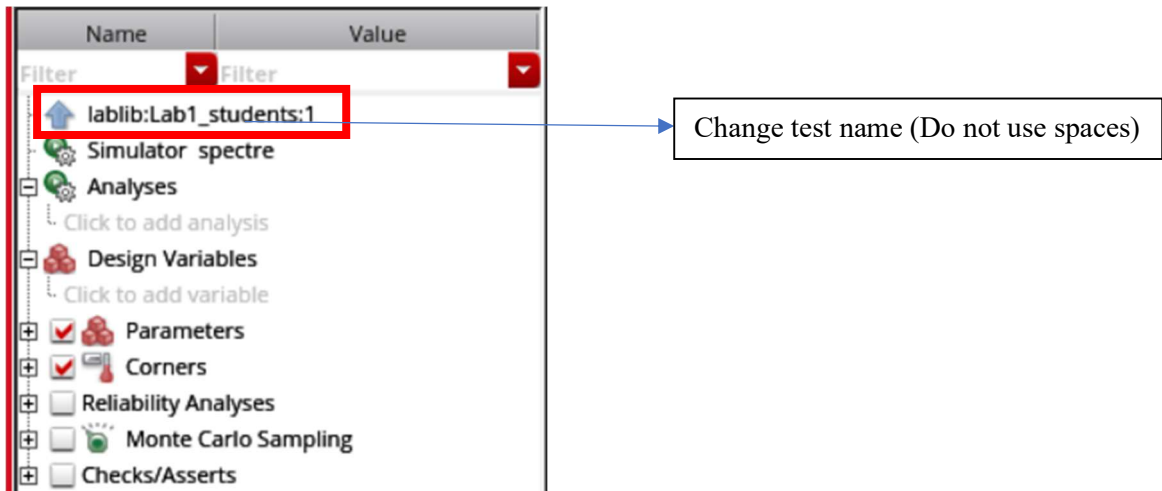 Name Value
Filter Filter
lablib:Lab1_students:1
Change test name (Do not use spaces)
Simulator spectre
Analyses
Click to add analysis
Design Variables
Click to add variable
Parameters
Corners
Reliability Analyses
Monte Carlo Sampling
Checks/Asserts